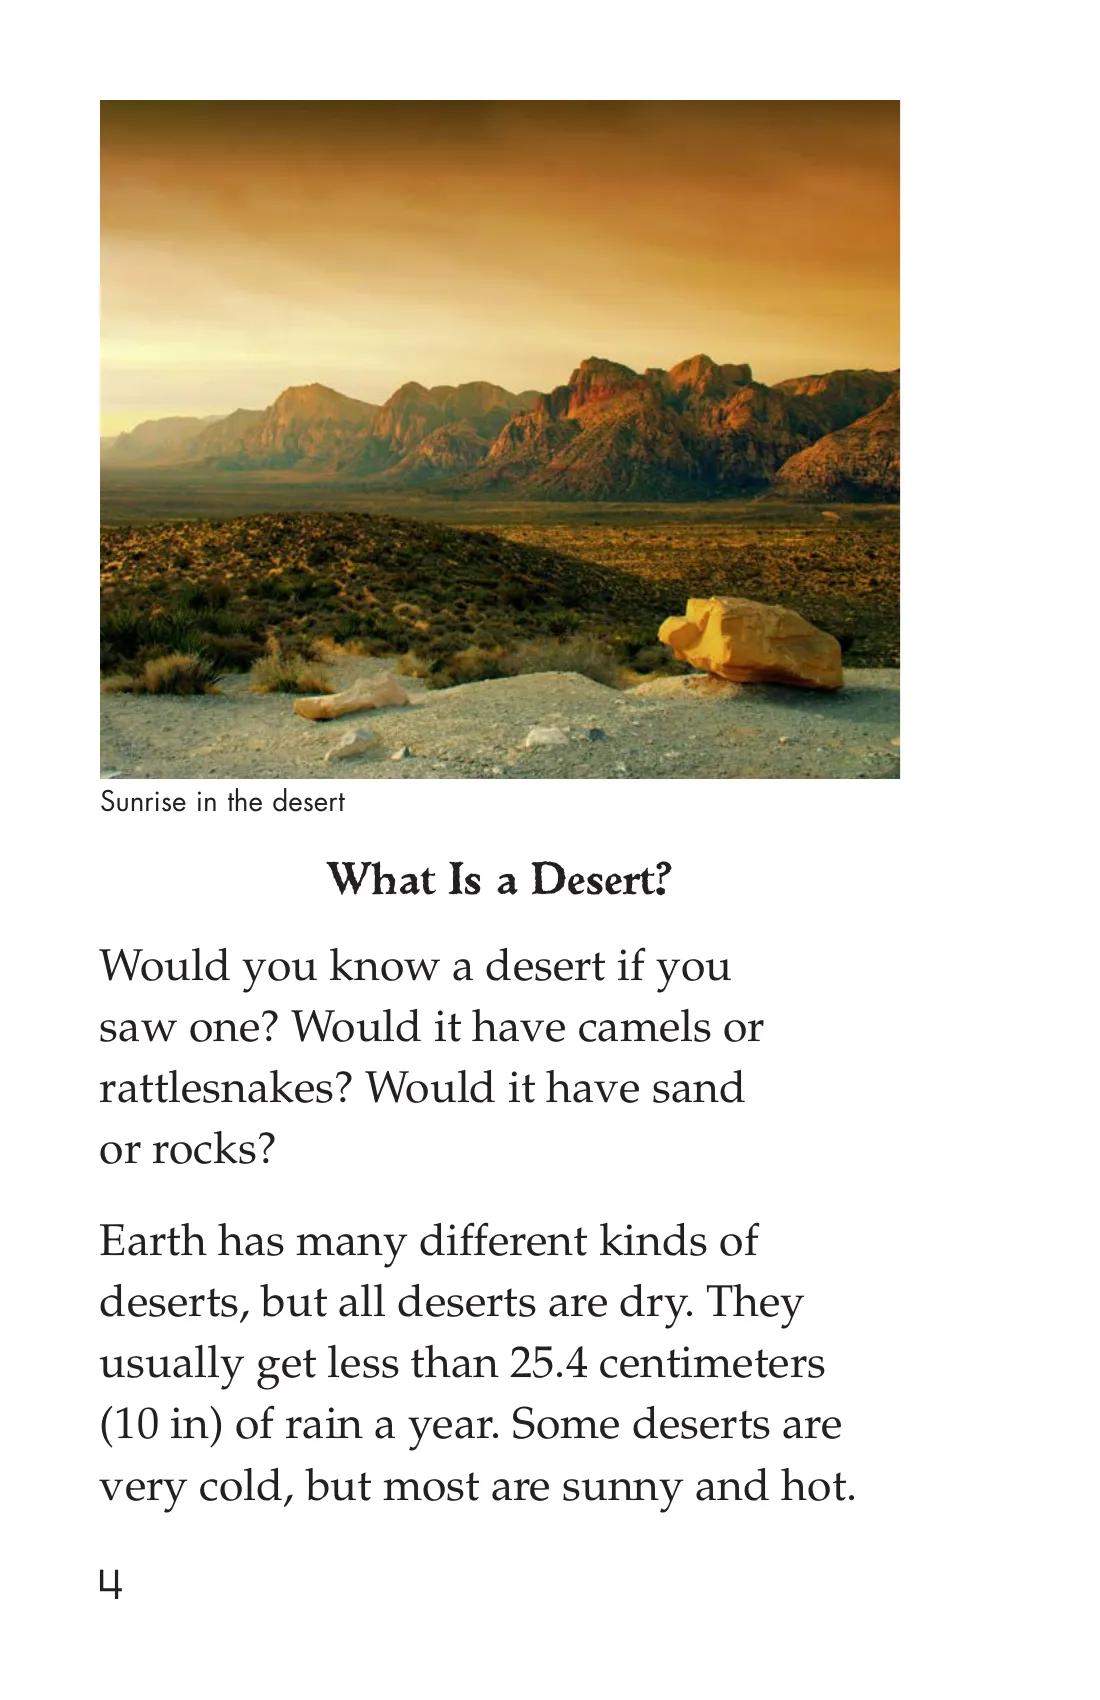 Sunrise in the desert
What Is a Desert?
Would you know a desert if you
saw one? Would it have camels or
rattlesnakes? Would it have sand
or rocks?
Earth has many different kinds of
deserts, but all deserts are dry. They
usually get less than 25.4 centimeters
(10 in) of rain a year. Some deserts are
very cold, but most are sunny and hot.
4